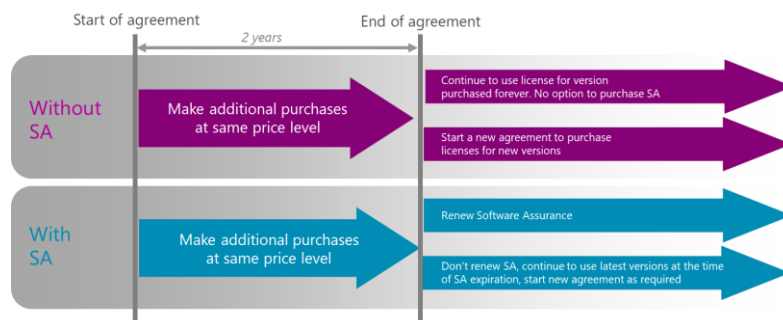 Start of agreement
End of agreement
2 years
Without
SA
Make additional purchases
at same price level
Continue to use license for version
purchased forever. No option to purchase SA
Start a new agreement to purchase
licenses for new versions
With
SA
Make additional purchases
at same price level
Renew Software Assurance
Don't renew SA, continue to use latest versions at the time
of SA expiration, start new agreement as required